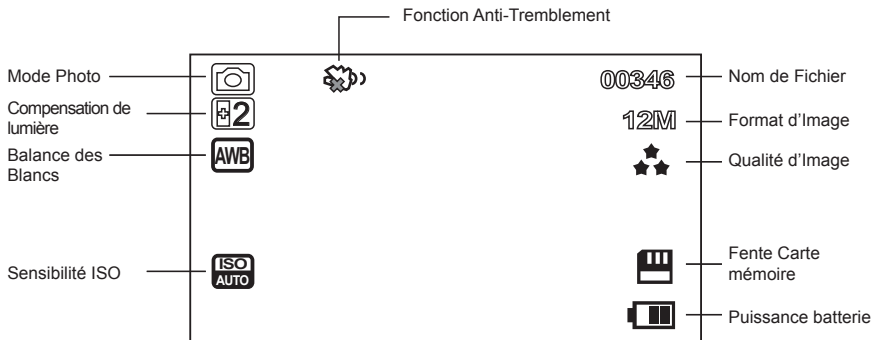 Fonction Anti-Tremblement
Mode Photo
00346
Nom de Fichier
Compensation de
lumière
+2
12M
Format d'Image
Balance des
Blancs
AWB
Qualité d'Image
Sensibilité ISO
ISO
AUTO
Fente Carte
mémoire
Puissance batterie